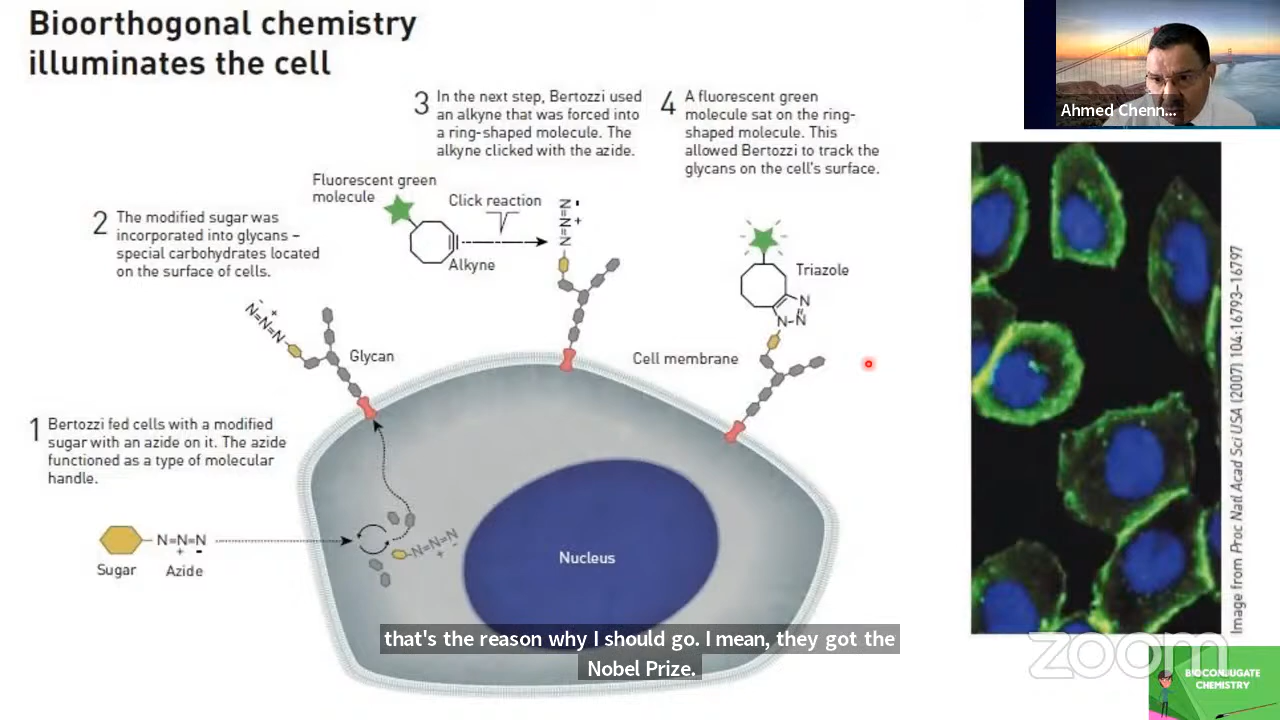 Bioorthogonal chemistry
illuminates the cell
3 In the next step, Bertozzi used
an alkyne that was forced into
a ring-shaped molecule. The
alkyne clicked with the azide.
4 A fluorescent green
molecule sat on the ring-
shaped molecule. This
allowed Bertozzi to track the
glycans on the cell's surface.
Ahmed Chenn...
Fluorescent green
molecule
Click reaction
Alkyne
N=N=N
+
-
2 The modified sugar was
incorporated into glycans –
special carbohydrates located
on the surface of cells.
Triazole
N
N
N
N=N=N
+
-
Glycan
Cell membrane
1 Bertozzi fed cells with a modified
sugar with an azide on it. The azide
functioned as a type of molecular
handle.
N=N=N
+ -
Sugar
Azide
N=N=N
+ -
Nucleus
Image from Proc Natl Acad Sci USA (2007) 104:16793–16797
that's the reason why I should go. I mean, they got the
Nobel Prize.
zoom
BIOCONJUGATE
CHEMISTRY